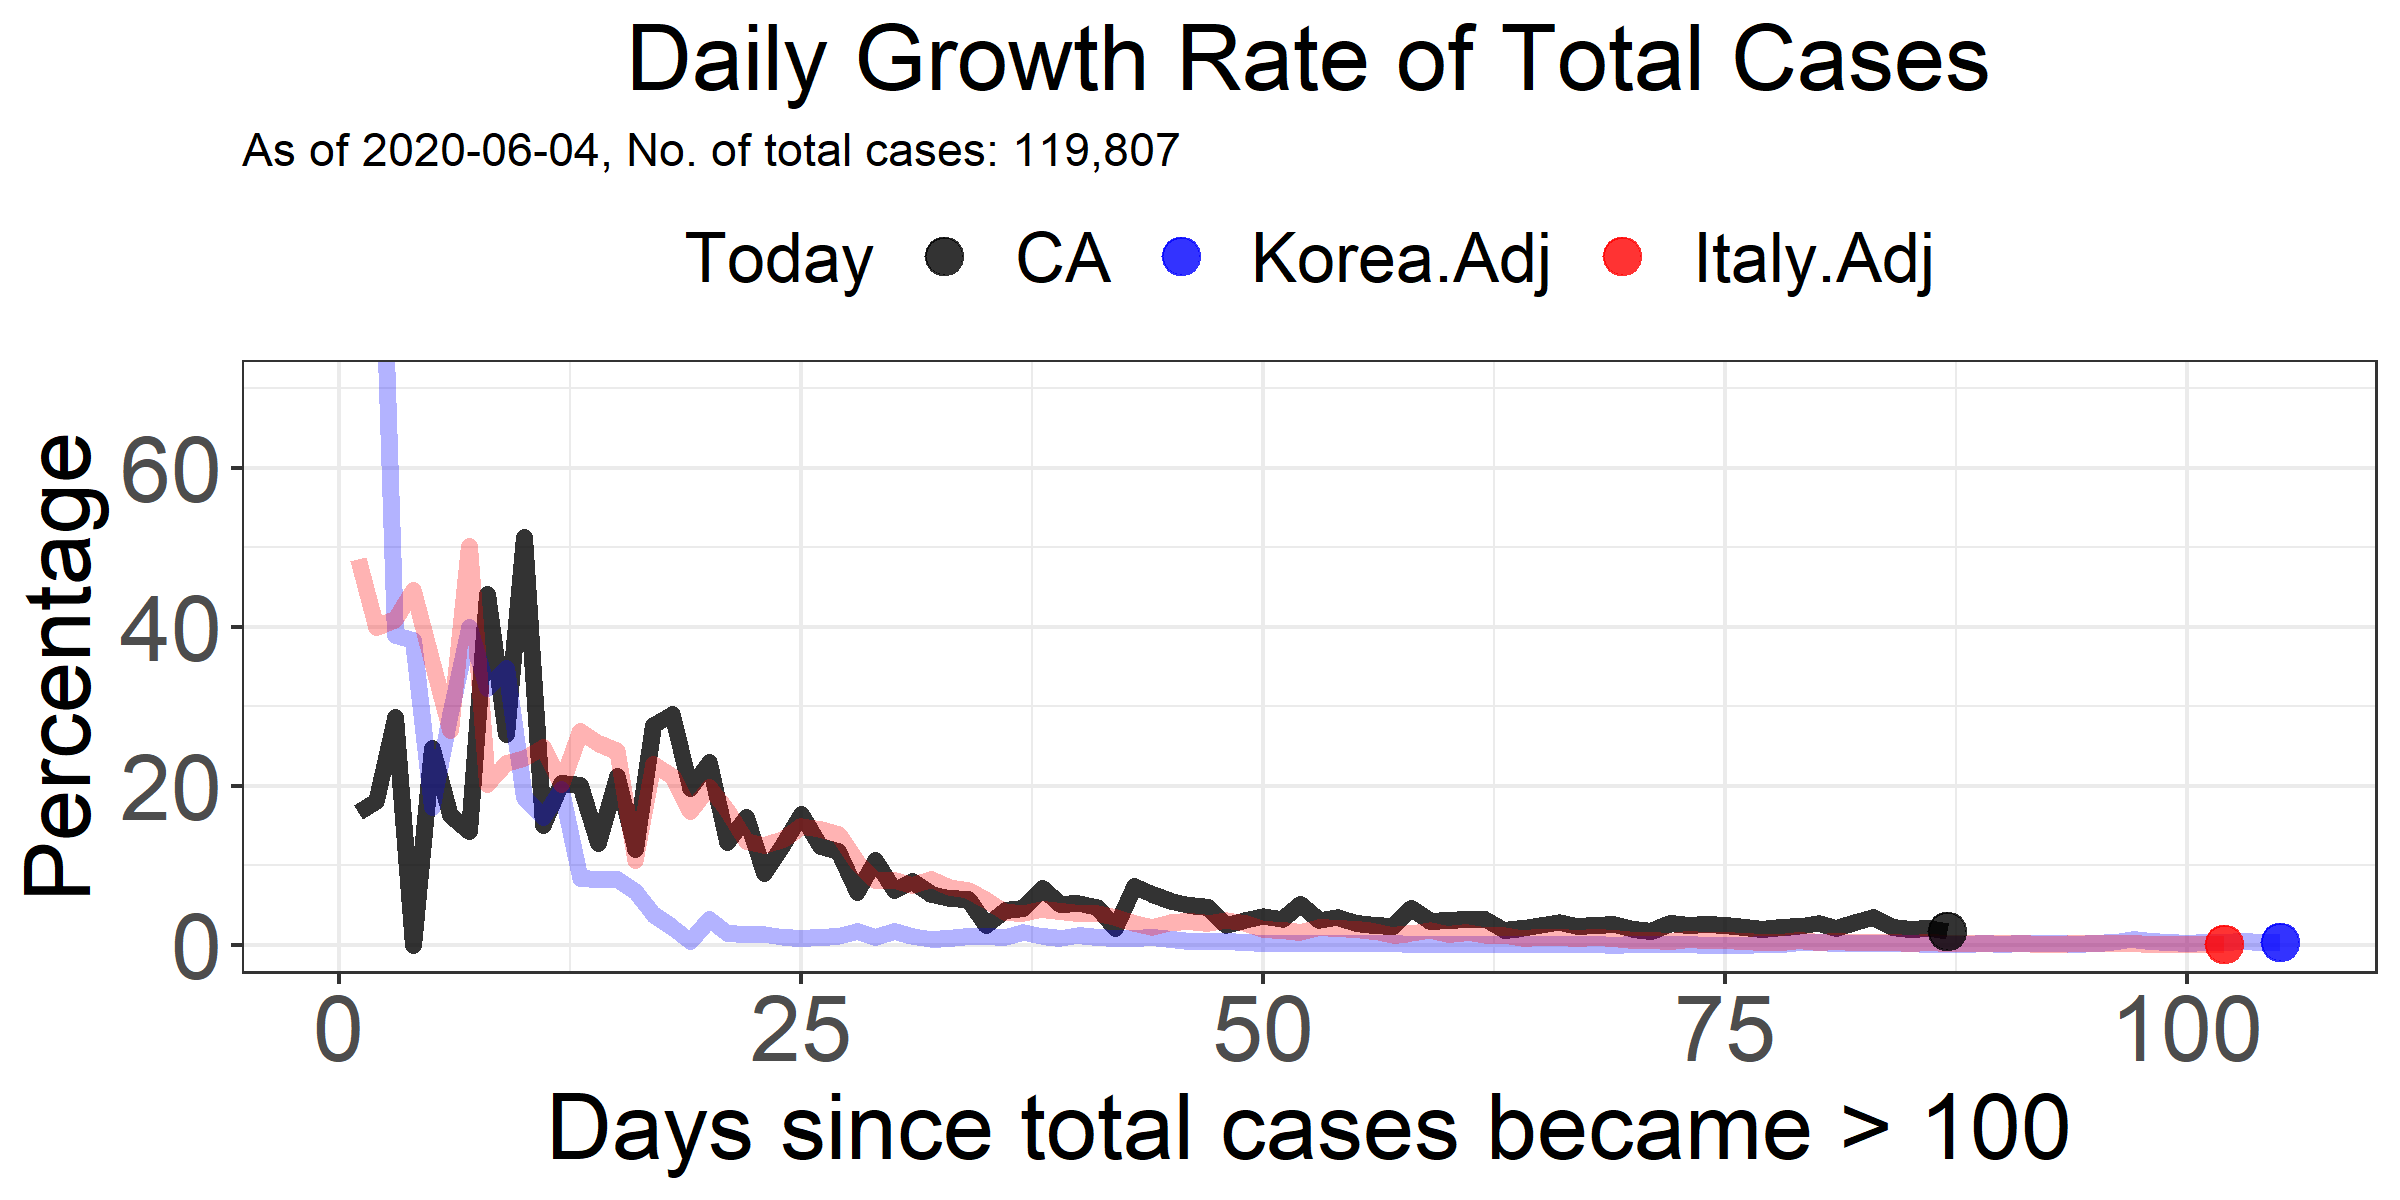 Daily Growth Rate of Total Cases
As of 2020-06-04, No. of total cases: 119,807
Today CA Korea.Adj Italy.Adj
Percentage
60
40
20
0
0 25 50 75 100
Days since total cases became > 100